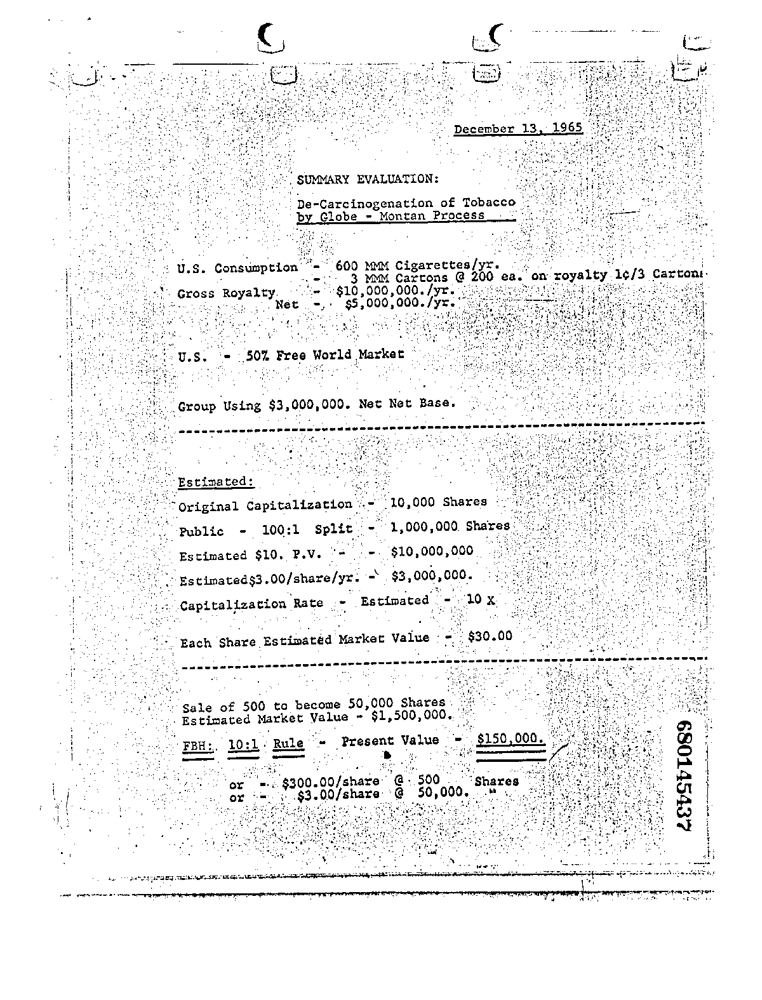 December 13, 1965
SUMMARY EVALUATION:
De-Carcinogenation of Tobacco
by Globe - Montan Process
U.S. Consumption - 600 MMM Cigarettes/yr.
- 3 MMM Cartons @ 200 ea. on royalty 1¢/3 Cartons
Gross Royalty - $10,000,000./yr.
Net - $5,000,000./yr.
U.S. - 50% Free World Market
Group Using $3,000,000. Net Net Base.
Estimated:
Original Capitalization - 10,000 Shares
Public - 100:1 Split - 1,000,000 Shares
Estimated $10. P.V. - - $10,000,000
Estimated$3.00/share/yr. - $3,000,000.
Capitalization Rate - Estimated - 10 X
Each Share Estimated Market Value - $30.00
Sale of 500 to become 50,000 Shares
Estimated Market Value - $1,500,000.
FBH: 10:1 Rule - Present Value - $150,000.
or - $300.00/share @ 500 Shares
or - $3.00/share @ 50,000. "
680145437